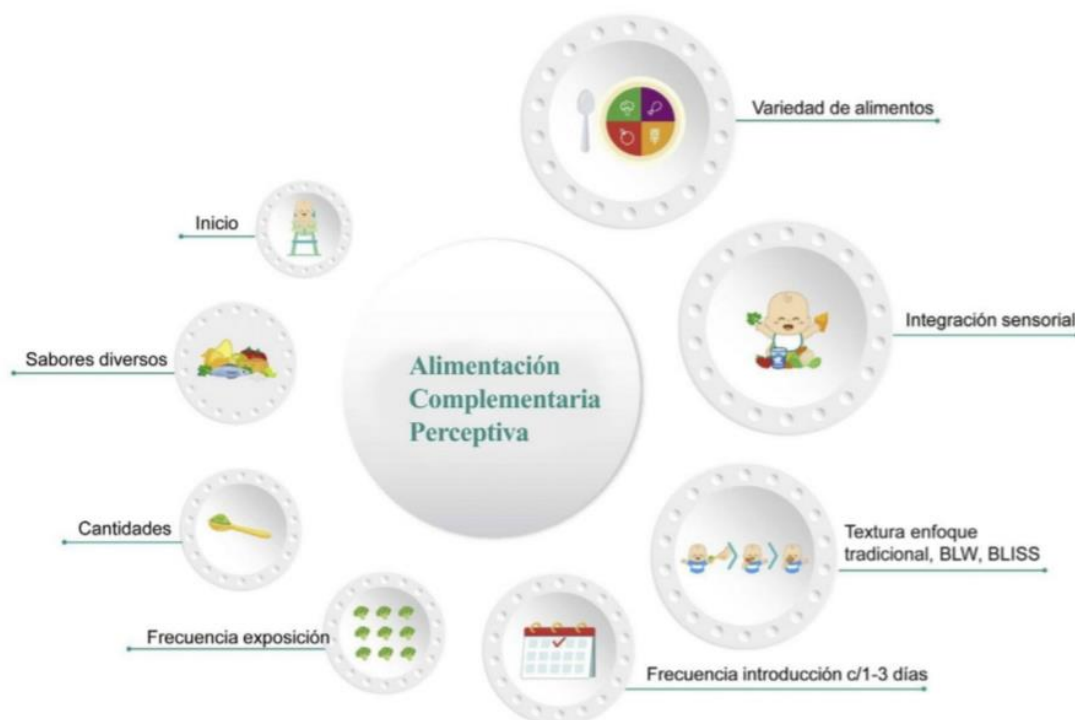 Variedad de alimentos
Inicio
Integración sensorial
Sabores diversos
Alimentación
Complementaria
Perceptiva
Cantidades
Textura enfoque
tradicional, BLW, BLISS
Frecuencia exposición
Frecuencia introducción c/1-3 días